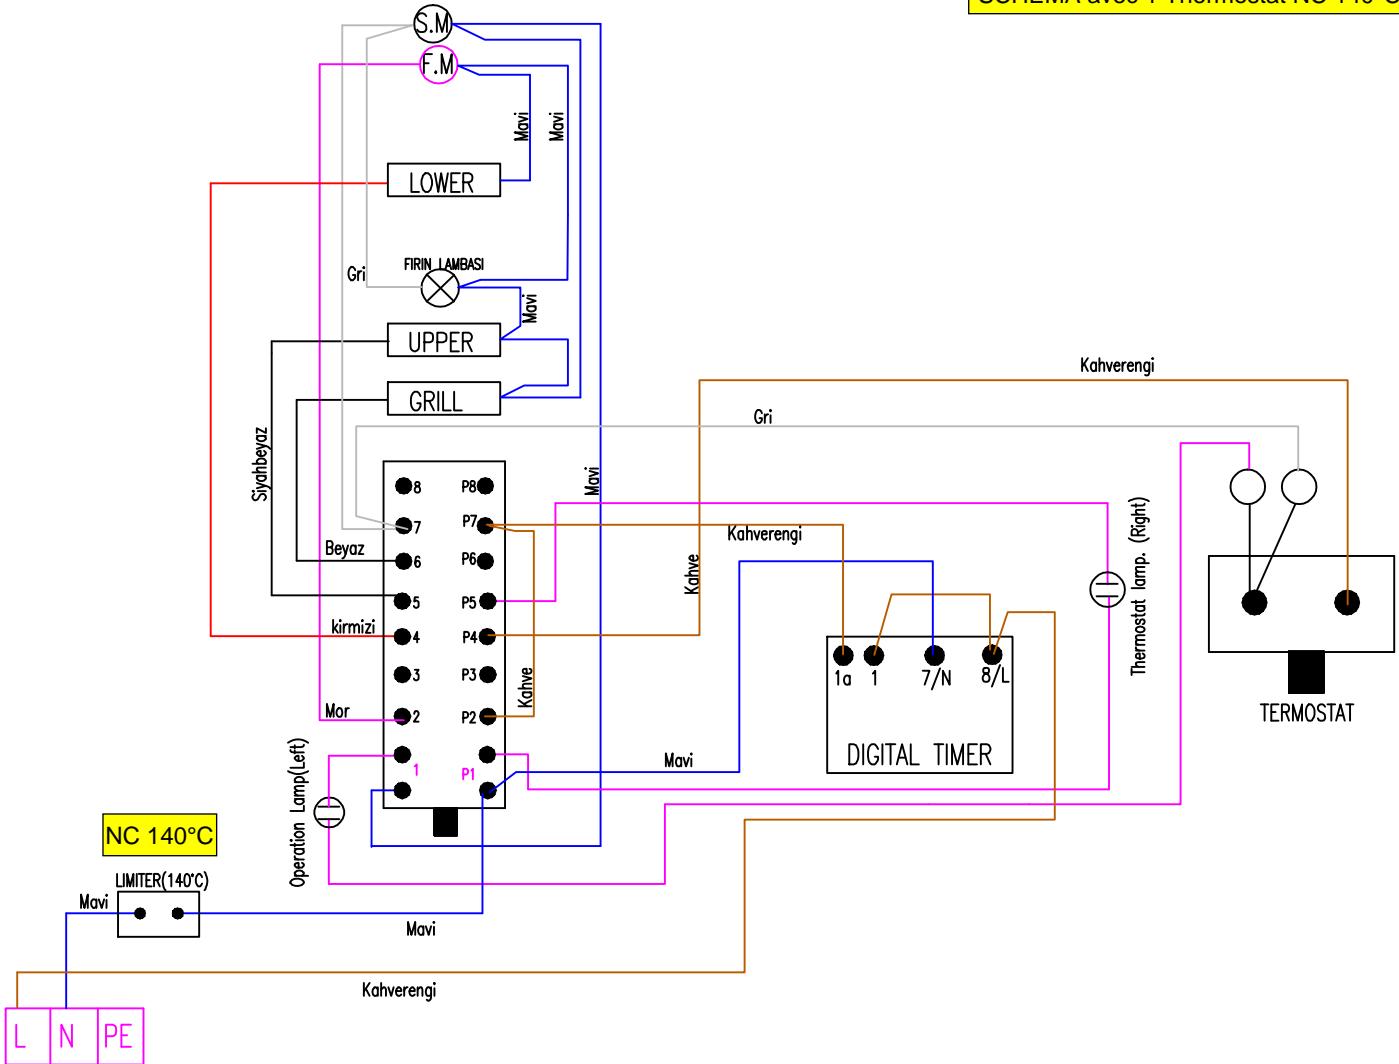 S.M
F.M
Mavi
Mavi
LOWER
Gri
FIRIN LAMBASI
Mavi
UPPER
GRILL
Kahverengi
Gri
Siyahbeyaz
Mavi
8 P8
7 P7
Kahverengi
Thermostat lamp. (Right)
Beyaz
6 P6
Kahve
5 P5
kirmizi
4 P4
3 P3
1a 1 7/N 8/L
Kahve
Mor
2 P2
TERMOSTAT
DIGITAL TIMER
Mavi
1 P1
Operation Lamp(Left)
NC 140°C
LIMITER(140°C)
Mavi
Mavi
Kahverengi
L N PE